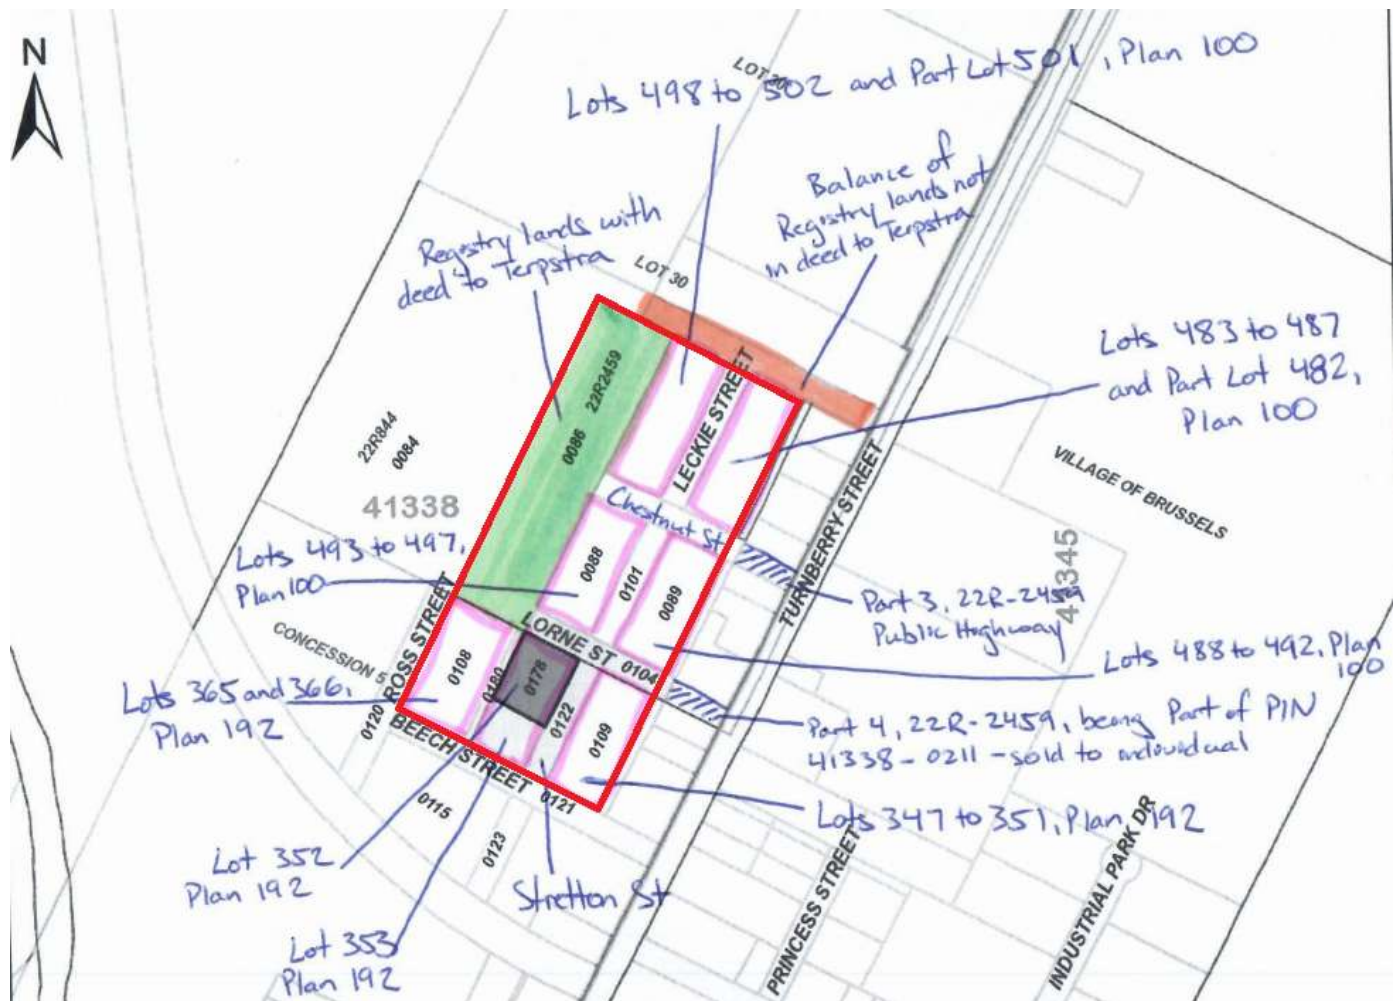 N
LOT 29
Lots 498 to 502 and Part Lot 501, Plan 100
Balance of
Registry lands not
in deed to Terpstra
Registry lands with
deed to Terpstra
LOT 30
Lots 483 to 487
and Part Lot 482,
Plan 100
22R2459
0086
LECKIE STREET
22R844
0084
41338
TURNBERRY STREET
VILLAGE OF BRUSSELS
41345
Chestnut St
Lots 493 to 497,
Plan 100
0088
0101
0089
Part 3, 22R-2459
Public Highway
LORNE ST 0104
Lots 488 to 492, Plan
100
ROSS STREET
CONCESSION 5
0108
0180
0178
0122
0109
0120
Lots 365 and 366,
Plan 192
Part 4, 22R-2459, being Part of PIN
41338-0211 - sold to individual
BEECH STREET
0121
0115
0123
Lots 347 to 351, Plan 192
Lot 352
Plan 192
Stretton St
Lot 353
Plan 192
PRINCESS STREET
INDUSTRIAL PARK DR